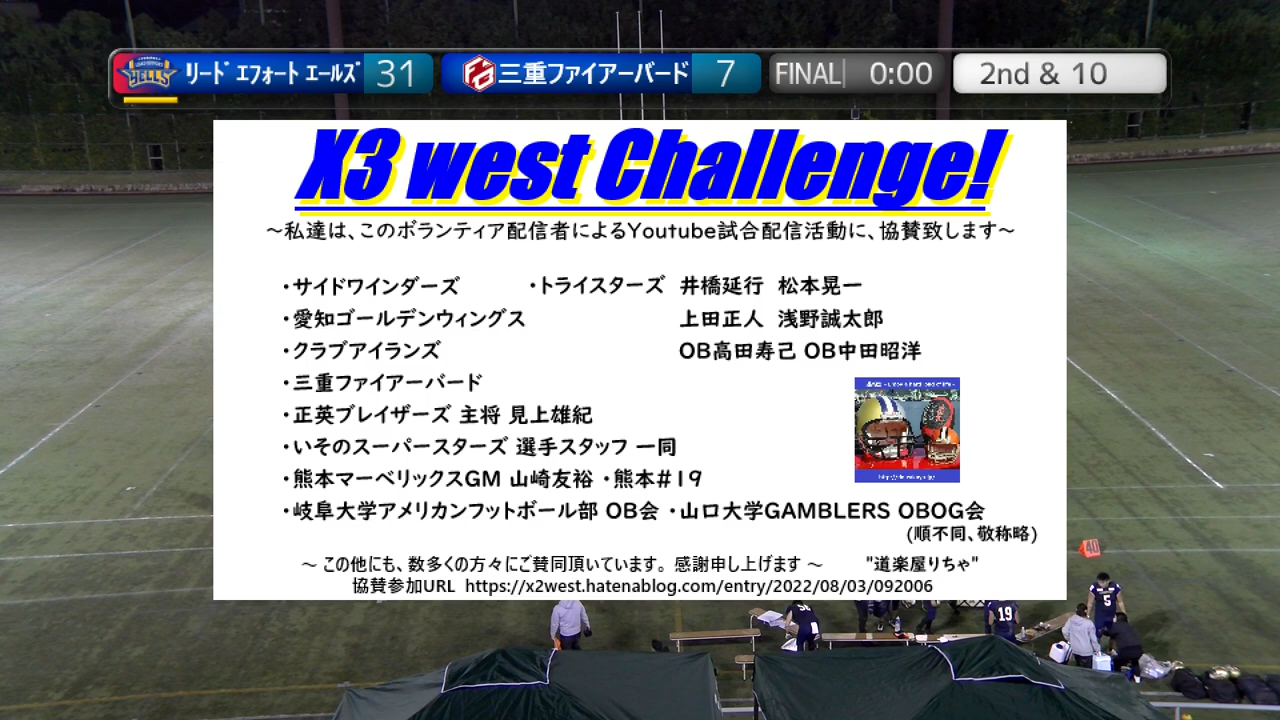 リード エフォート エールズ 31 三重ファイアーバード 7 FINAL 0:00 2nd & 10
X3 west Challenge!
～私達は、このボランティア配信者によるYoutube試合配信活動に、協賛致します～
・サイドワインダーズ ・トライスターズ 井橋延行 松本晃一
・愛知ゴールデンウィングス 上田正人 浅野誠太郎
・クラブアイランズ OB高田寿己 OB中田昭洋
・三重ファイアーバード
・正英ブレイザーズ 主将 見上雄紀
・いそのスーパースターズ 選手スタッフ 一同
・熊本マーベリックスGM 山崎友裕 ・熊本#19
・岐阜大学アメリカンフットボール部 OB会 ・山口大学GAMBLERS OBOG会
(順不同、敬称略)
～ この他にも、数多くの方々にご賛同頂いています。感謝申し上げます ～ "道楽屋りちゃ"
協賛参加URL https://x2west.hatenablog.com/entry/2022/08/03/092006
40
5
19